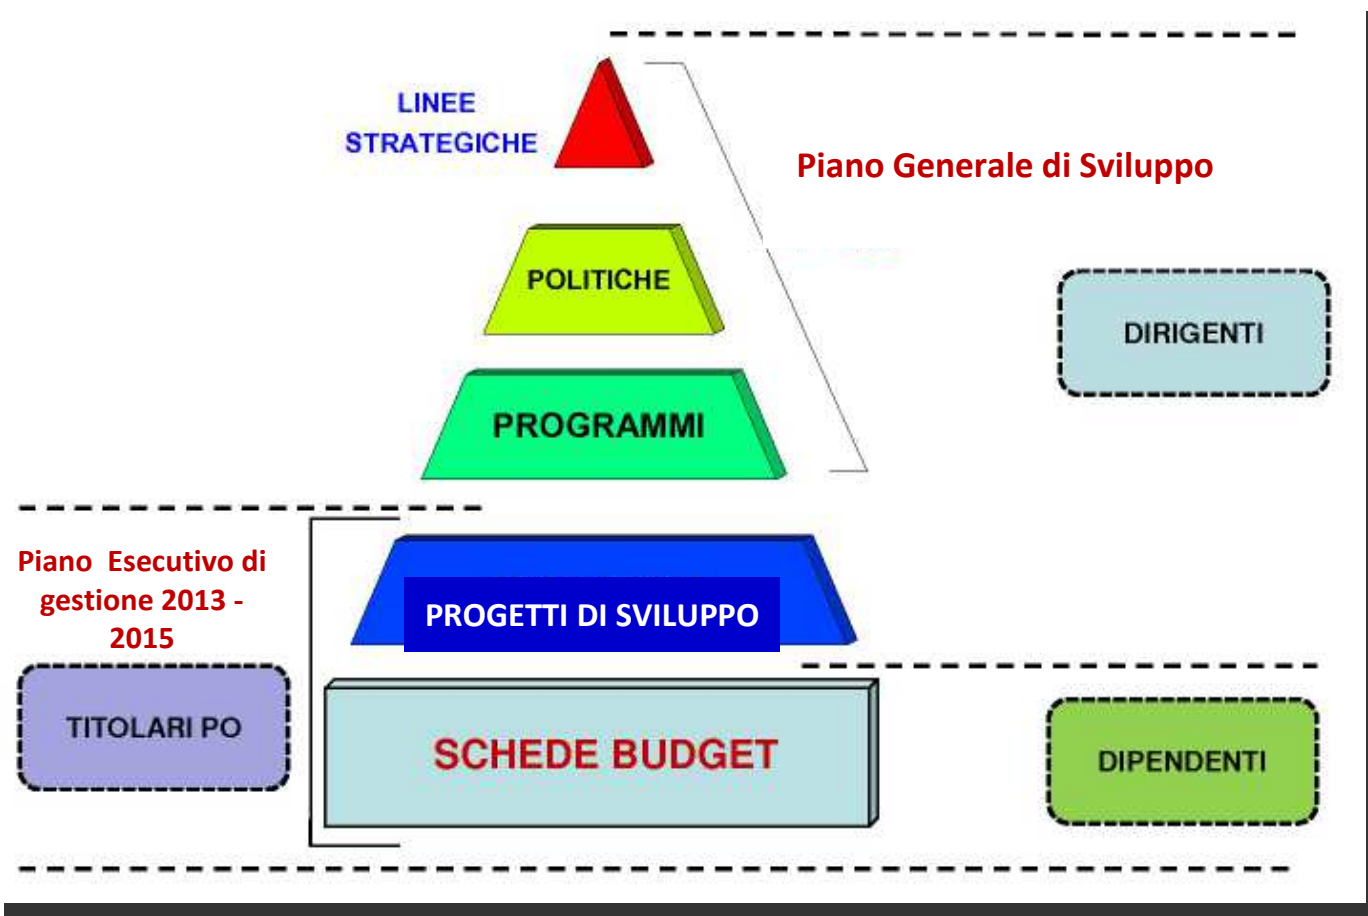 LINEE
STRATEGICHE
Piano Generale di Sviluppo
POLITICHE
DIRIGENTI
PROGRAMMI
Piano Esecutivo di
gestione 2013 -
2015
PROGETTI DI SVILUPPO
TITOLARI PO
SCHEDE BUDGET
DIPENDENTI